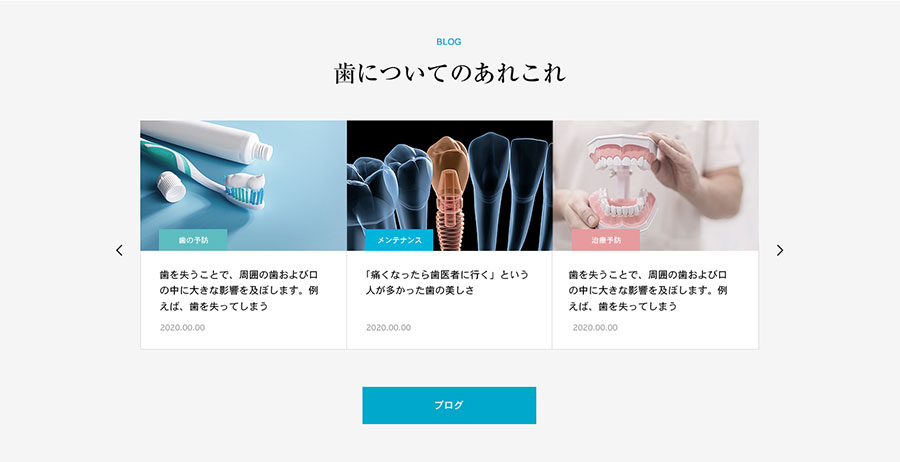 BLOG
歯についてのあれこれ
歯の予防
歯を失うことで、周囲の歯および口
の中に大きな影響を及ぼします。例
えば、歯を失ってしまう
2020.00.00
メンテナンス
「痛くなったら歯医者に行く」という
人が多かった歯の美しさ
2020.00.00
治療予防
歯を失うことで、周囲の歯および口
の中に大きな影響を及ぼします。例
えば、歯を失ってしまう
2020.00.00
ブログ